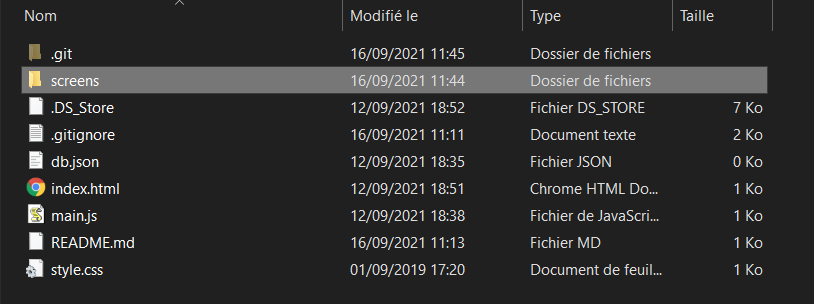 Nom Modifié le Type Taille
.git 16/09/2021 11:45 Dossier de fichiers
screens 16/09/2021 11:44 Dossier de fichiers
.DS_Store 12/09/2021 18:52 Fichier DS_STORE 7 Ko
.gitignore 16/09/2021 11:11 Document texte 2 Ko
db.json 12/09/2021 18:35 Fichier JSON 0 Ko
index.html 12/09/2021 18:51 Chrome HTML Do... 1 Ko
main.js 12/09/2021 18:38 Fichier de JavaScri... 1 Ko
README.md 16/09/2021 11:13 Fichier MD 1 Ko
style.css 01/09/2019 17:20 Document de feuil... 1 Ko